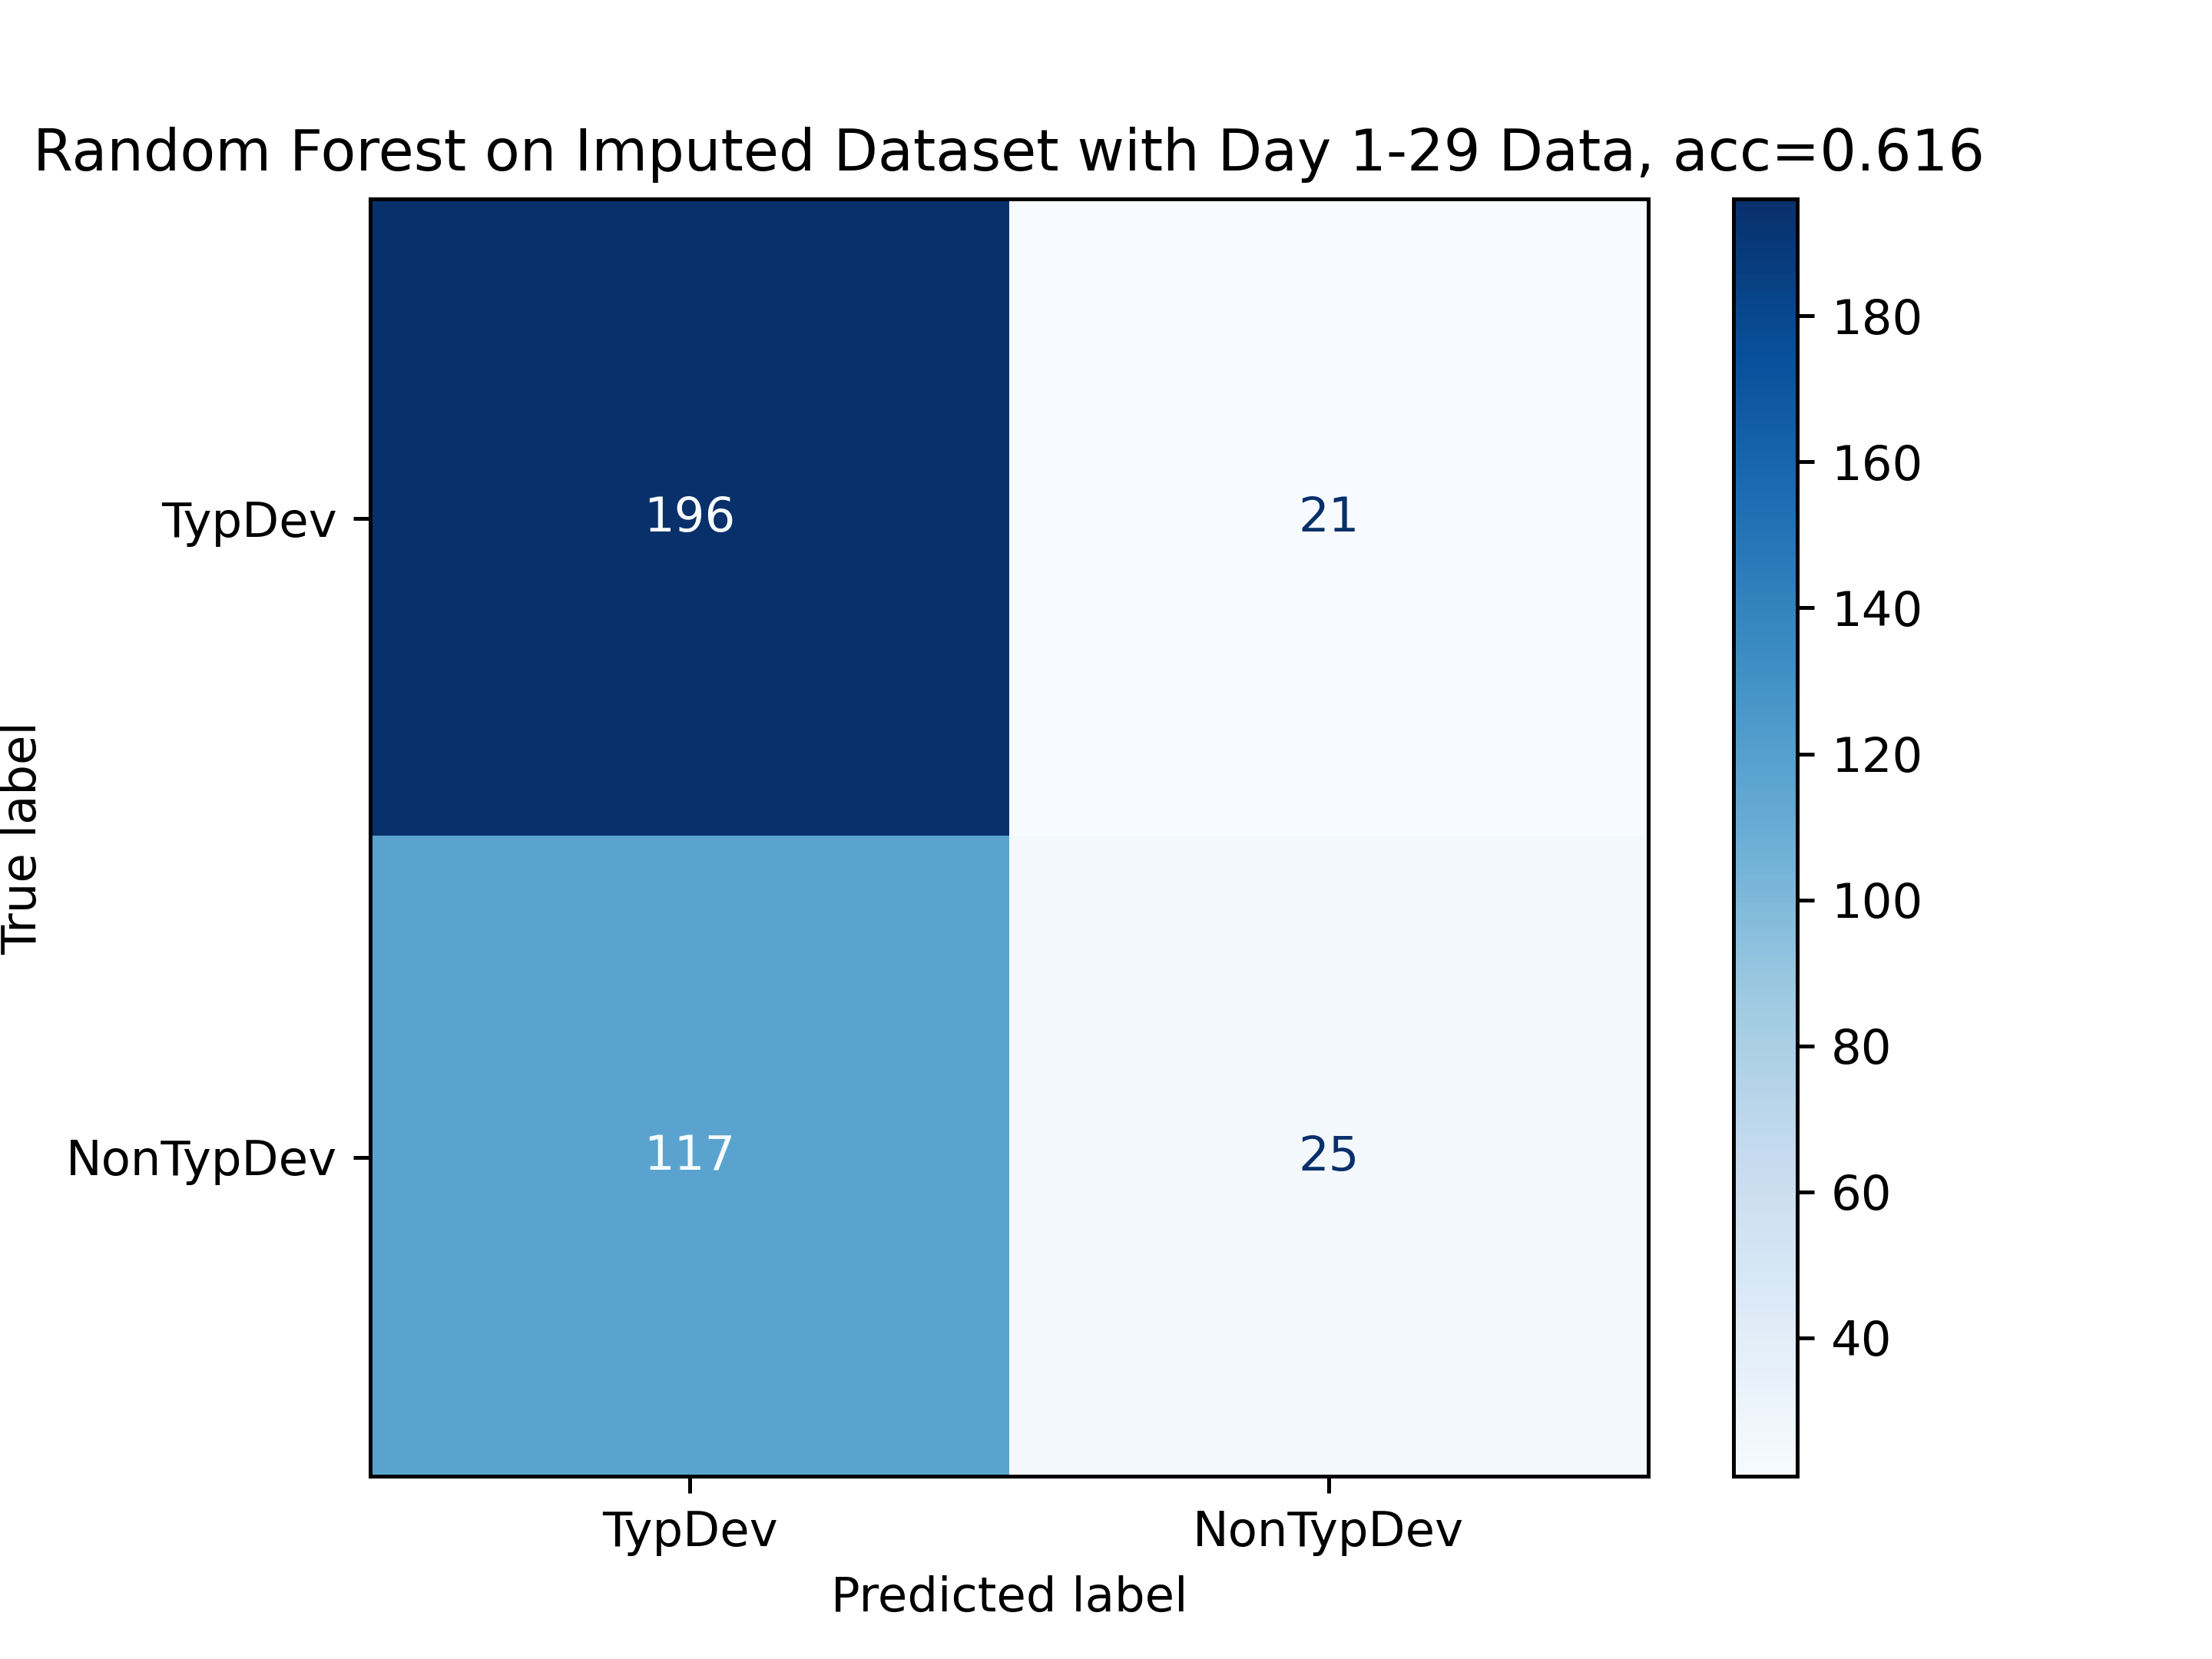 Random Forest on Imputed Dataset with Day 1-29 Data, acc=0.616
True label
TypDev
196
21
NonTypDev
117
25
TypDev
NonTypDev
Predicted label
180
160
140
120
100
80
60
40